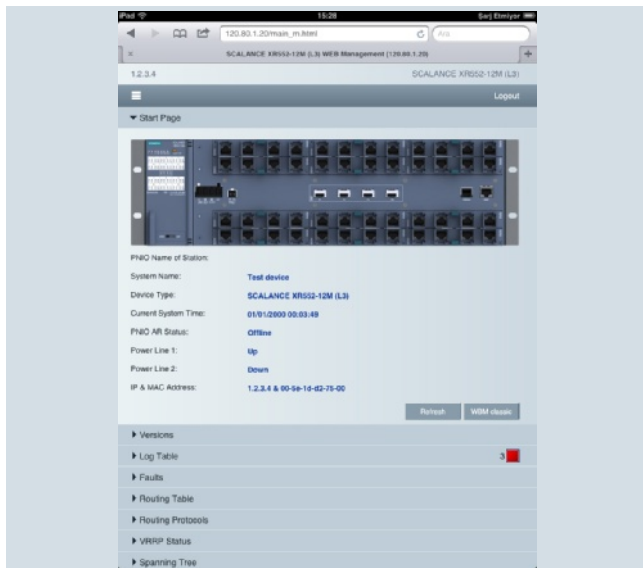 iPad
15:28
Şarj Etmiyor
120.80.1.20/main_m.html
Ara
SCALANCE XR552-12M (L3) WEB Management (120.80.1.20)
1.2.3.4
SCALANCE XR552-12M (L3)
Logout
Start Page
PNIO Name of Station:
System Name: Test device
Device Type: SCALANCE XR552-12M (L3)
Current System Time: 01/01/2000 00:03:49
PNIO AR Status: Offline
Power Line 1: Up
Power Line 2: Down
IP & MAC Address: 1.2.3.4 & 00-5e-1d-d2-75-00
Refresh WBM classic
Versions
Log Table 3
Faults
Routing Table
Routing Protocols
VRRP Status
Spanning Tree